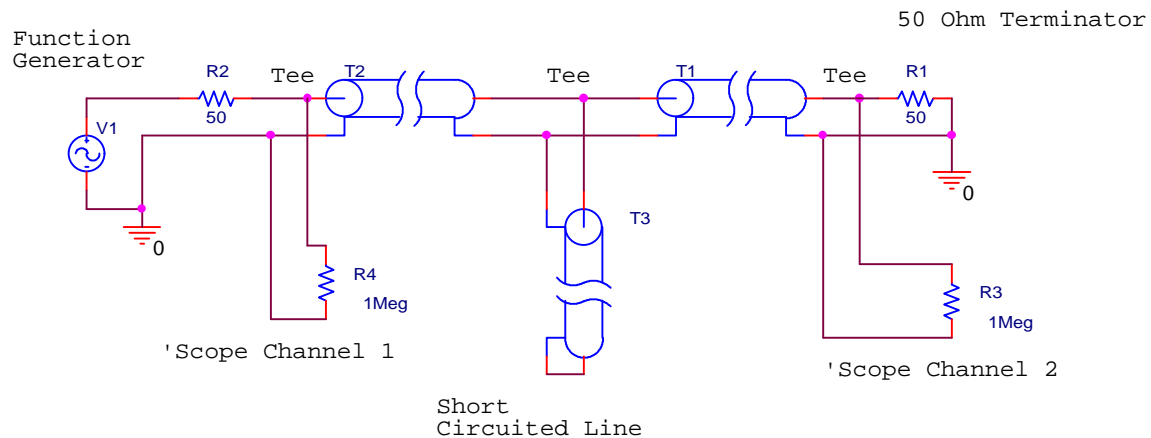 50 Ohm Terminator
Function
Generator
R2
Tee
T2
Tee
T1
Tee
R1
50
50
V1
0
0
T3
R4
1Meg
R3
1Meg
'Scope Channel 1
'Scope Channel 2
Short
Circuited Line